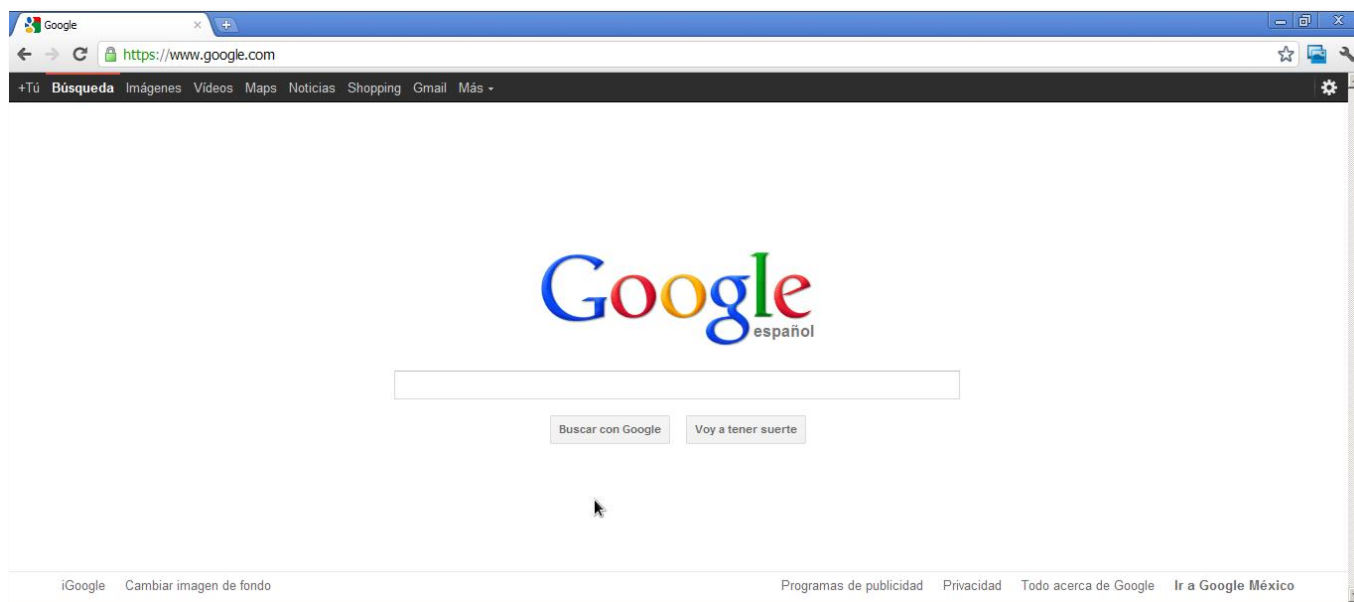 Google
https://www.google.com
+Tú Búsqueda Imágenes Vídeos Maps Noticias Shopping Gmail Más
Google
español
Buscar con Google Voy a tener suerte
iGoogle Cambiar imagen de fondo Programas de publicidad Privacidad Todo acerca de Google Ir a Google México